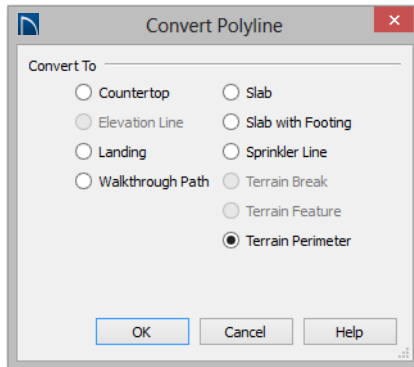 Convert Polyline
Convert To
Countertop
Slab
Elevation Line
Slab with Footing
Landing
Sprinkler Line
Walkthrough Path
Terrain Break
Terrain Feature
Terrain Perimeter
OK
Cancel
Help